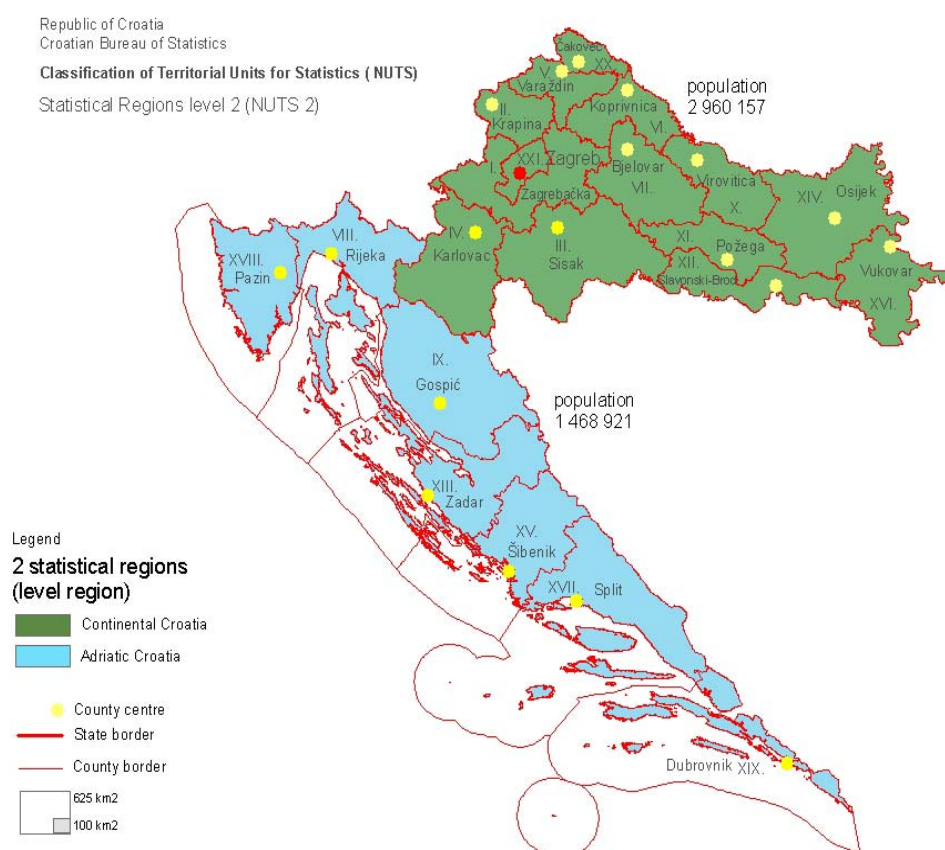 Republic of Croatia
Croatian Bureau of Statistics
Classification of Territorial Units for Statistics ( NUTS)
Statistical Regions level 2 (NUTS 2)
Čakovec
XX.
V.
Varaždin
population
2 960 157
II.
Krapina
Koprivnica
VI.
I.
XXI.
Zagreb
Bjelovar
VII.
Zagrebačka
Virovitica
X.
XIV.
Osijek
IV.
Karlovac
III.
Sisak
XI.
Požega
XII.
Slavonski-Brod
Vukovar
XVI.
VIII.
Rijeka
XVIII.
Pazin
IX.
Gospić
population
1 468 921
XIII.
Zadar
XV.
Šibenik
XVII.
Split
Dubrovnik XIX.
Legend
2 statistical regions
(level region)
Continental Croatia
Adriatic Croatia
County centre
State border
County border
625 km2
100 km2